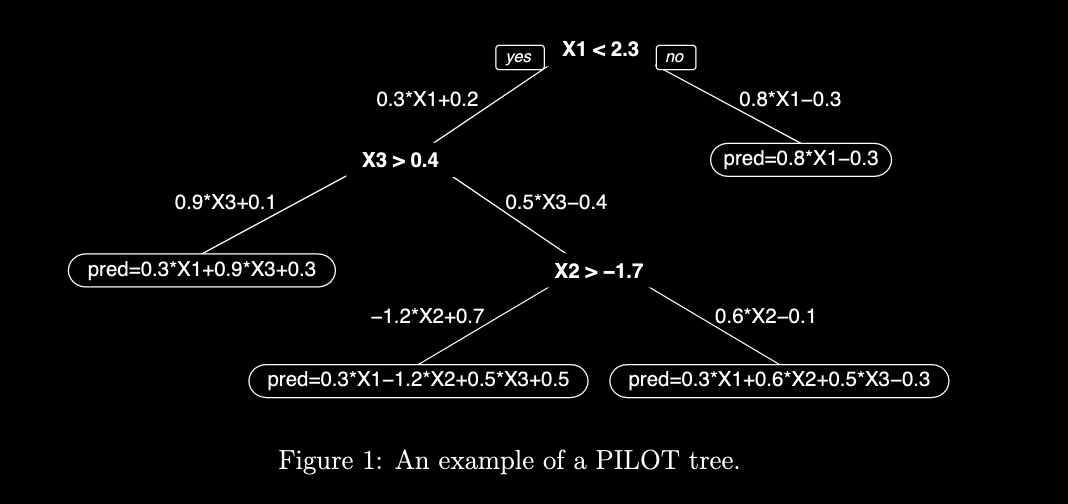 X1 < 2.3
yes
no
0.3*X1+0.2
0.8*X1−0.3
X3 > 0.4
pred=0.8*X1−0.3
0.9*X3+0.1
0.5*X3−0.4
pred=0.3*X1+0.9*X3+0.3
X2 > −1.7
−1.2*X2+0.7
0.6*X2−0.1
pred=0.3*X1−1.2*X2+0.5*X3+0.5
pred=0.3*X1+0.6*X2+0.5*X3−0.3
Figure 1: An example of a PILOT tree.